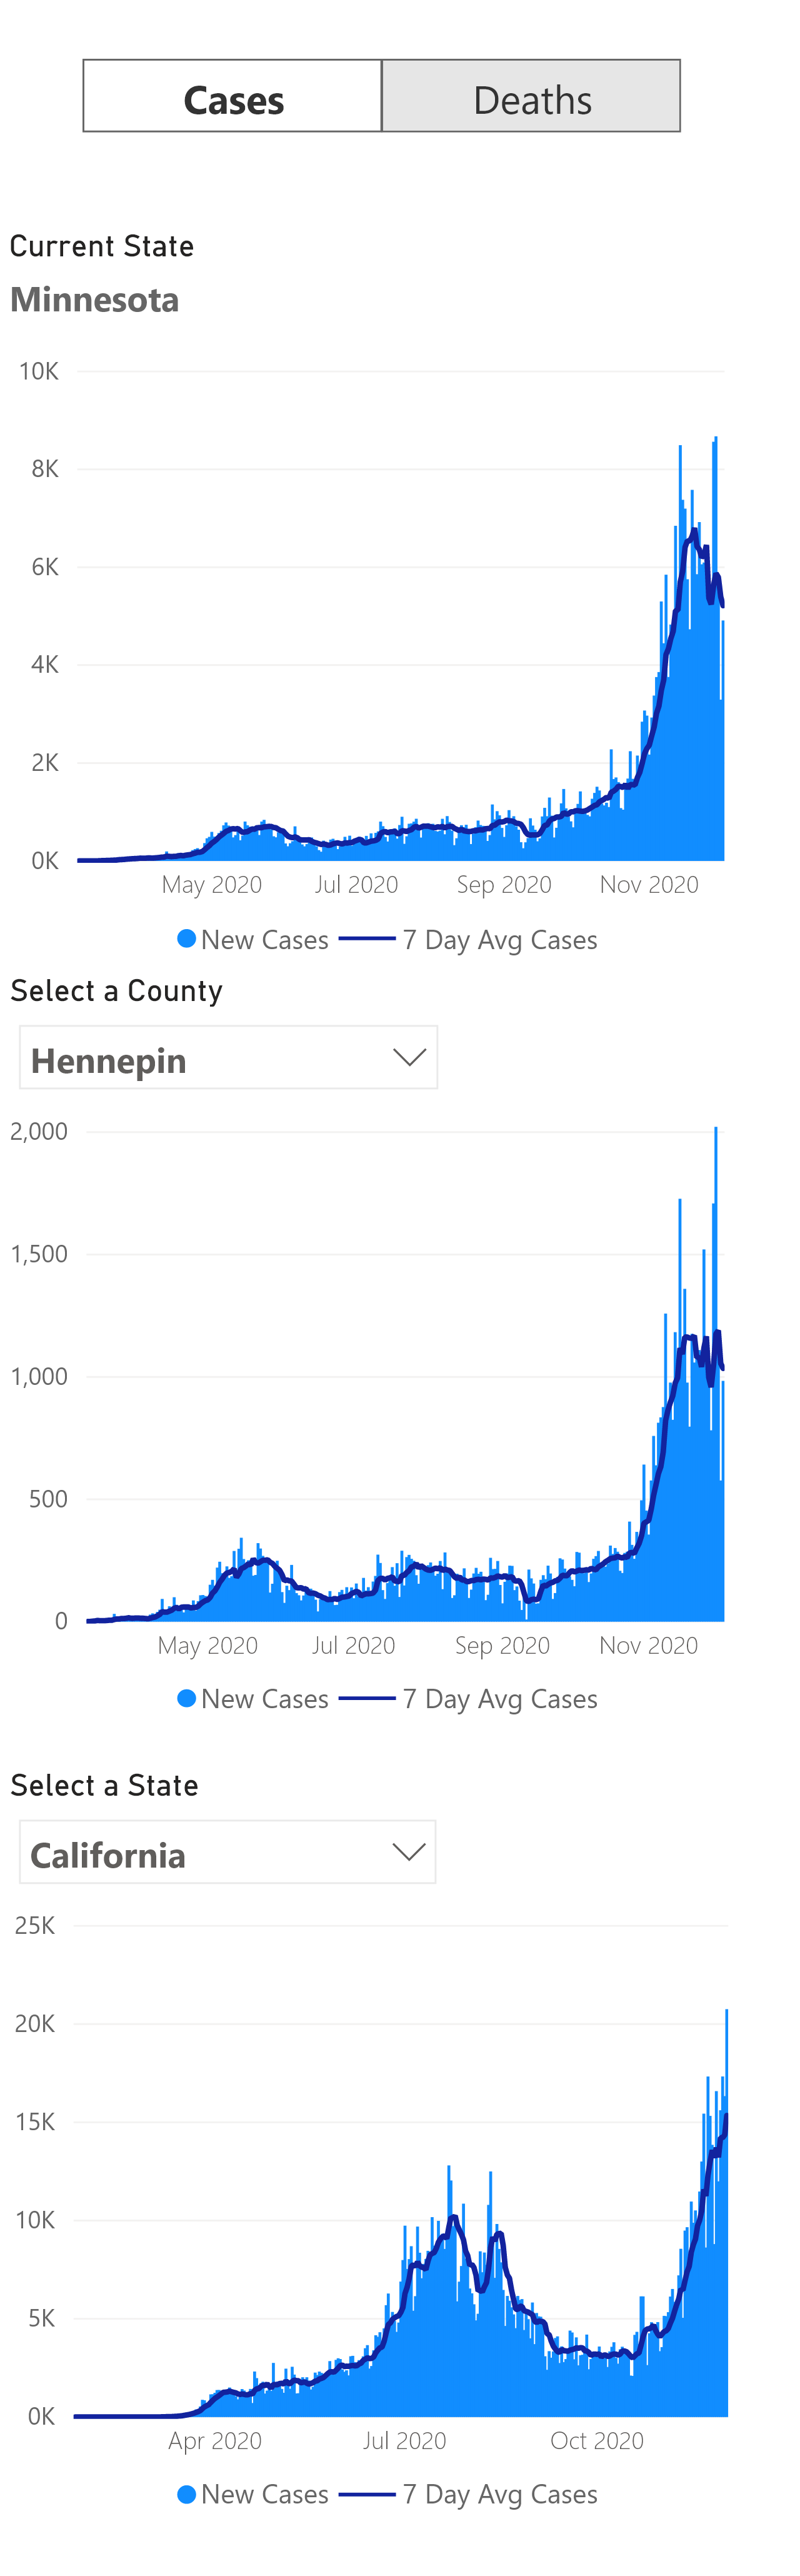 Cases Deaths
Current State
Minnesota
10K
8K
6K
4K
2K
0K
May 2020 Jul 2020 Sep 2020 Nov 2020
New Cases 7 Day Avg Cases
Select a County
Hennepin
2,000
1,500
1,000
500
0
May 2020 Jul 2020 Sep 2020 Nov 2020
New Cases 7 Day Avg Cases
Select a State
California
25K
20K
15K
10K
5K
0K
Apr 2020 Jul 2020 Oct 2020
New Cases 7 Day Avg Cases